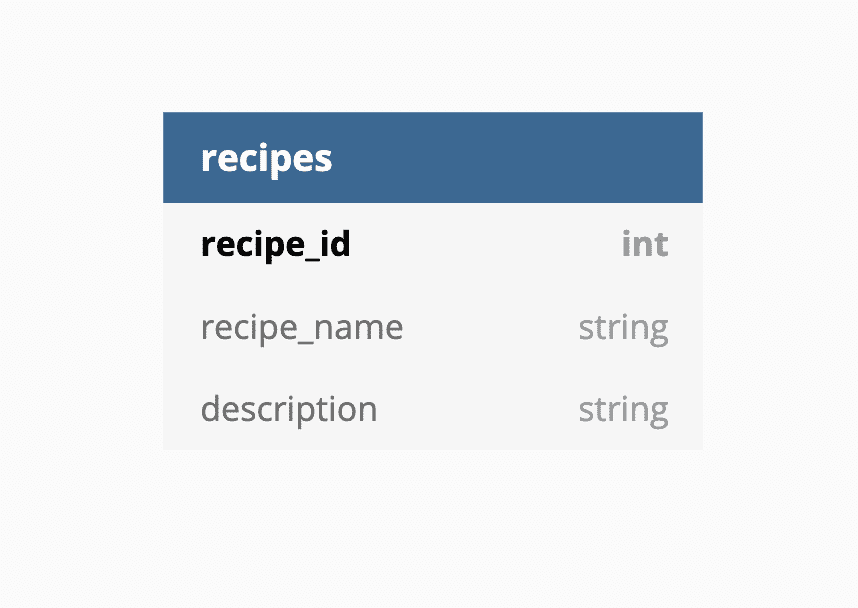 recipes
recipe_id int
recipe_name string
description string